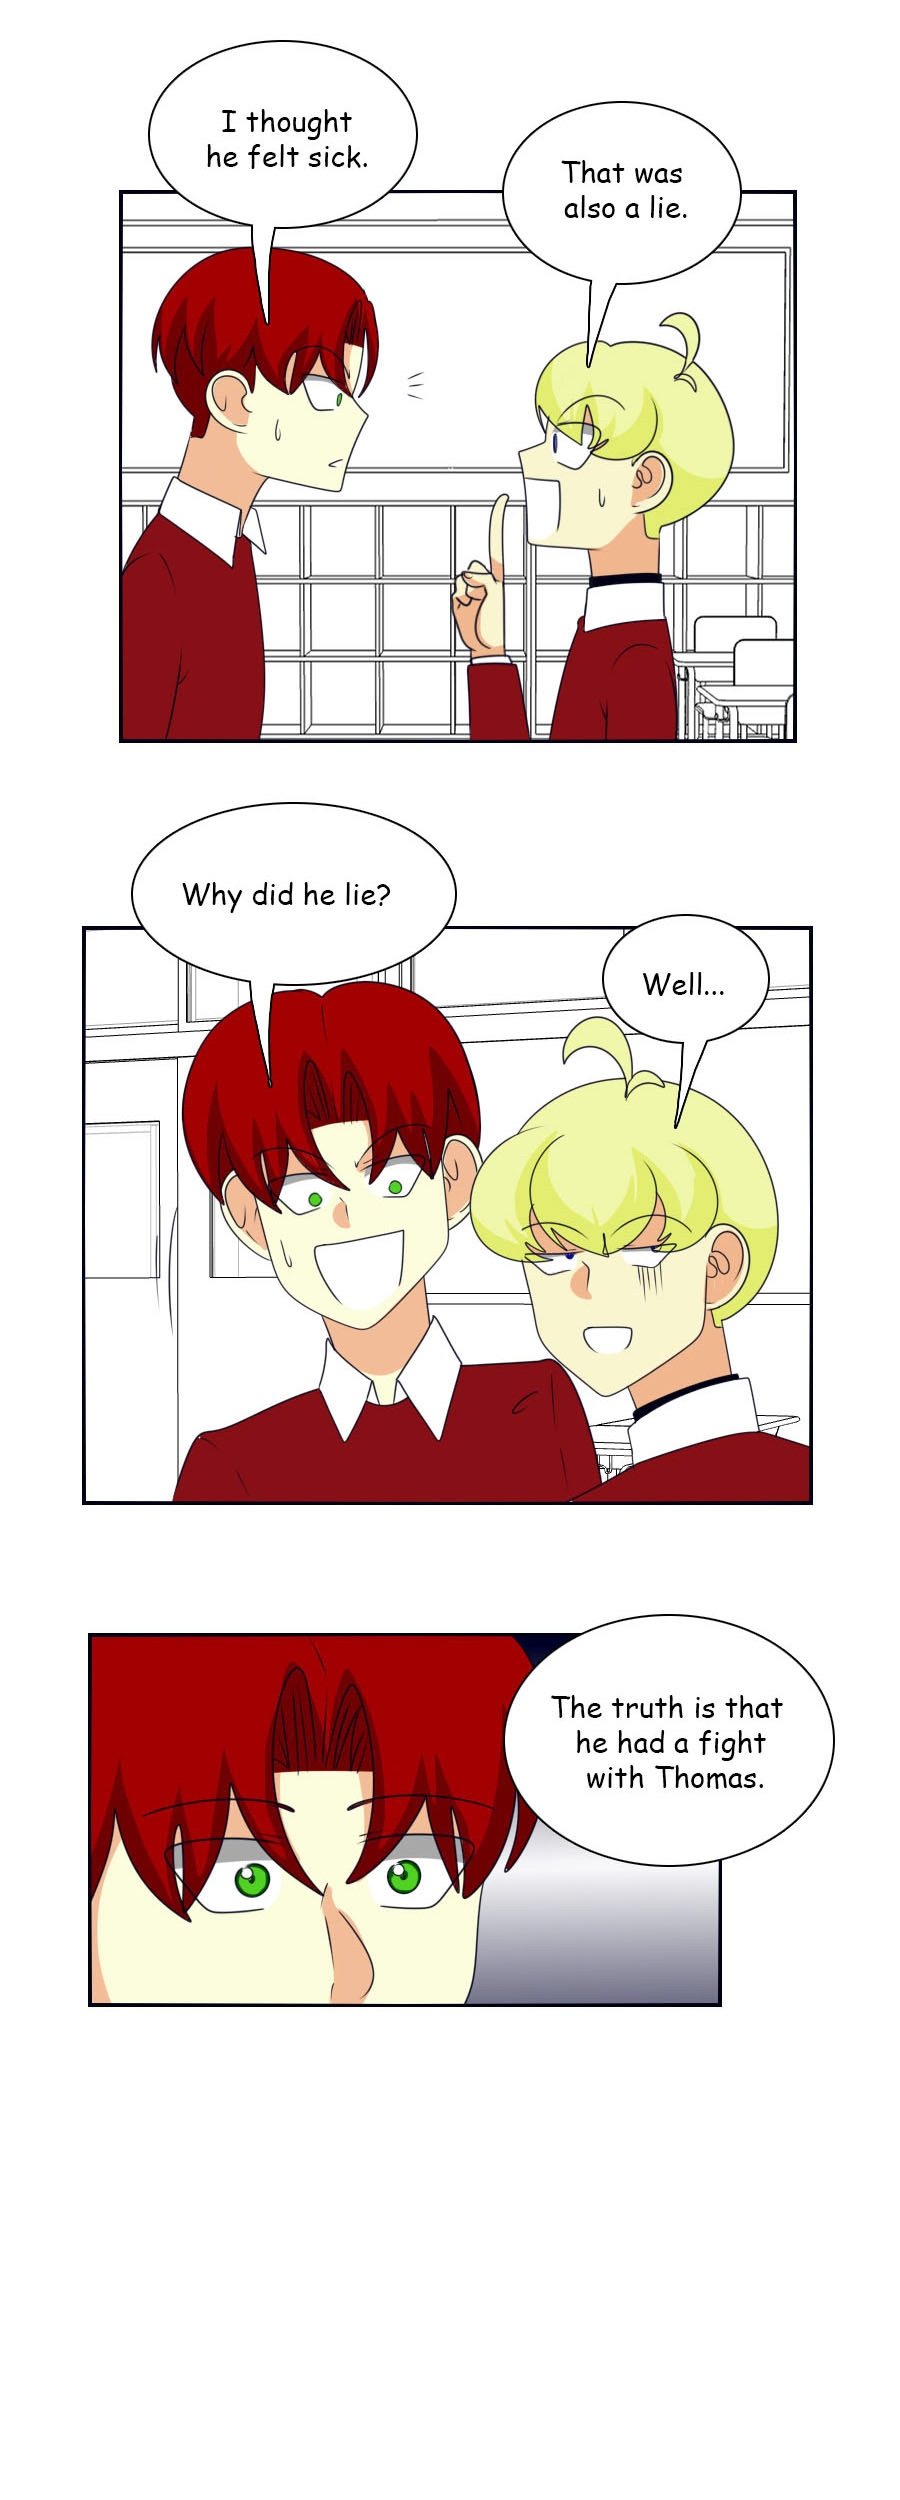 I thought
he felt sick.
That was
also a lie.
Why did he lie?
Well...
The truth is that
he had a fight
with Thomas.